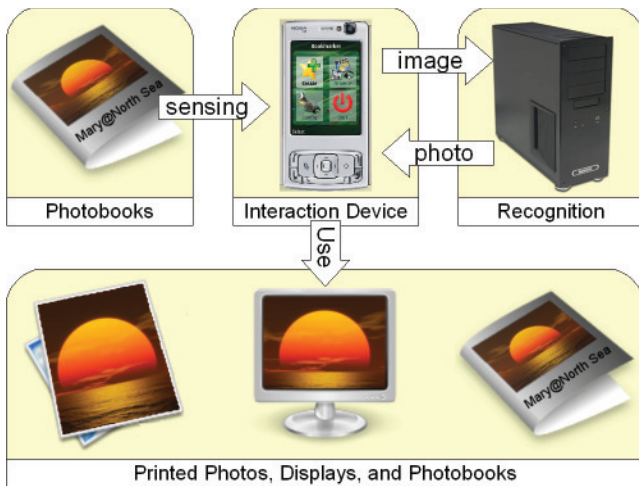 Mary@North Sea
sensing
NOKIA
image
photo
Photobooks
Interaction Device
Recognition
Use
Mary@North Sea
Printed Photos, Displays, and Photobooks